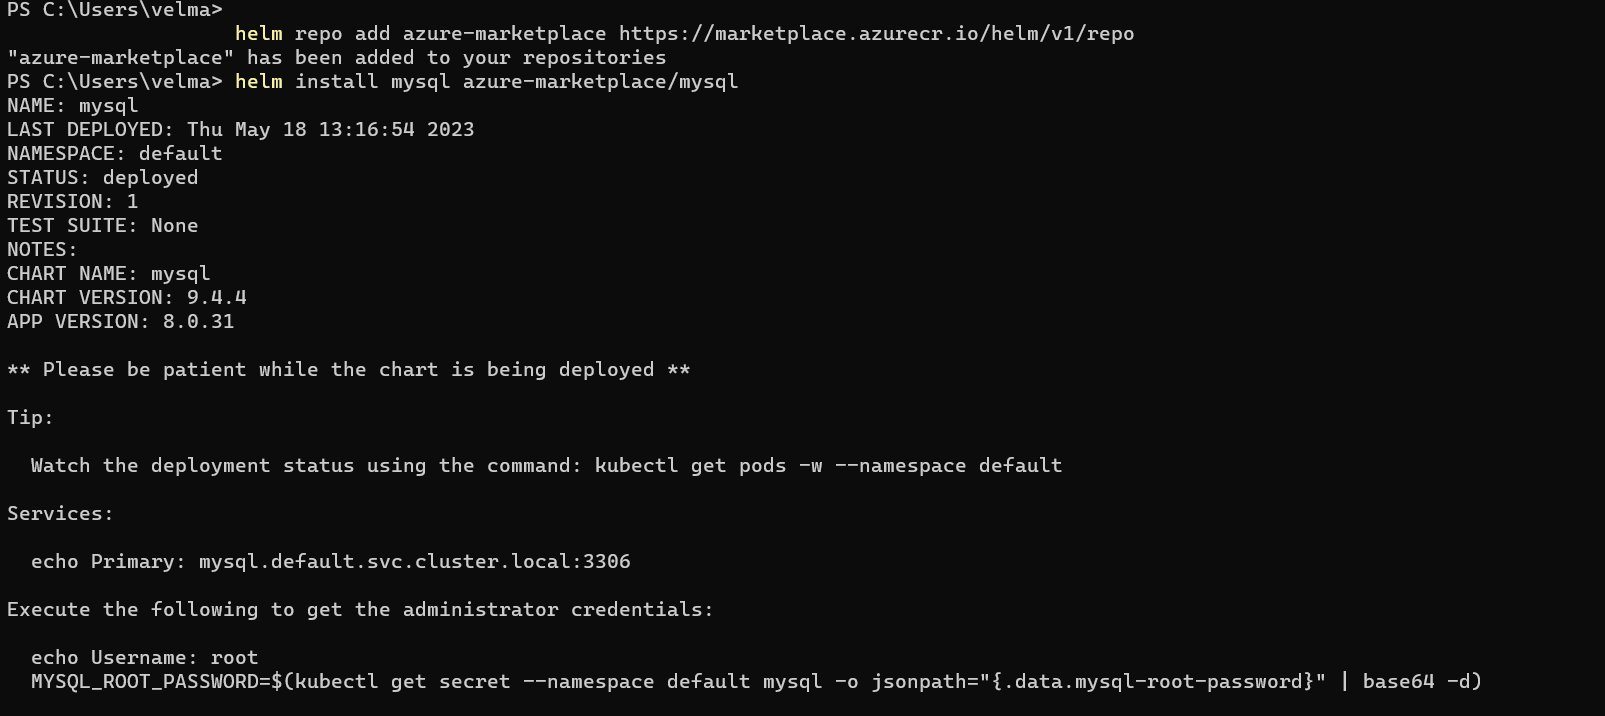 PS C:\Users\velma>
helm repo add azure-marketplace https://marketplace.azurecr.io/helm/v1/repo
"azure-marketplace" has been added to your repositories
PS C:\Users\velma> helm install mysql azure-marketplace/mysql
NAME: mysql
LAST DEPLOYED: Thu May 18 13:16:54 2023
NAMESPACE: default
STATUS: deployed
REVISION: 1
TEST SUITE: None
NOTES:
CHART NAME: mysql
CHART VERSION: 9.4.4
APP VERSION: 8.0.31
** Please be patient while the chart is being deployed **
Tip:
Watch the deployment status using the command: kubectl get pods -w --namespace default
Services:
echo Primary: mysql.default.svc.cluster.local:3306
Execute the following to get the administrator credentials:
echo Username: root
MYSQL_ROOT_PASSWORD=$(kubectl get secret --namespace default mysql -o jsonpath="{.data.mysql-root-password}" | base64 -d)